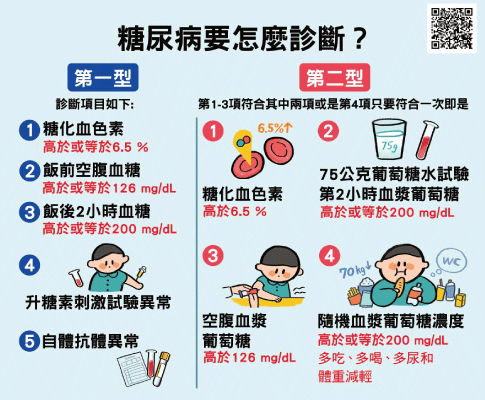 糖尿病要怎麼診斷？
第一型
診斷項目如下:
1 糖化血色素
高於或等於6.5 %
2 飯前空腹血糖
高於或等於126 mg/dL
3 飯後2小時血糖
高於或等於200 mg/dL
4
升糖素刺激試驗異常
5 自體抗體異常
第二型
第1-3項符合其中兩項或是第4項只要符合一次即是
1
6.5%↑
糖化血色素
高於6.5 %
2
75g
75公克葡萄糖水試驗
第2小時血漿葡萄糖
高於或等於200 mg/dL
3
空腹血漿
葡萄糖
高於126 mg/dL
4
70kg↓
WC
隨機血漿葡萄糖濃度
高於或等於200 mg/dL
多吃、多喝、多尿和
體重減輕